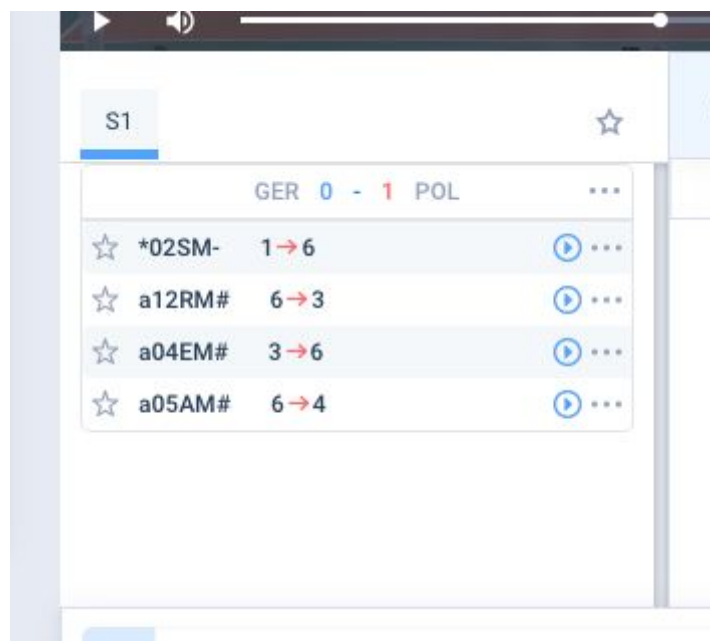 S1
GER 0 - 1 POL
*02SM- 1→6
a12RM# 6→3
a04EM# 3→6
a05AM# 6→4